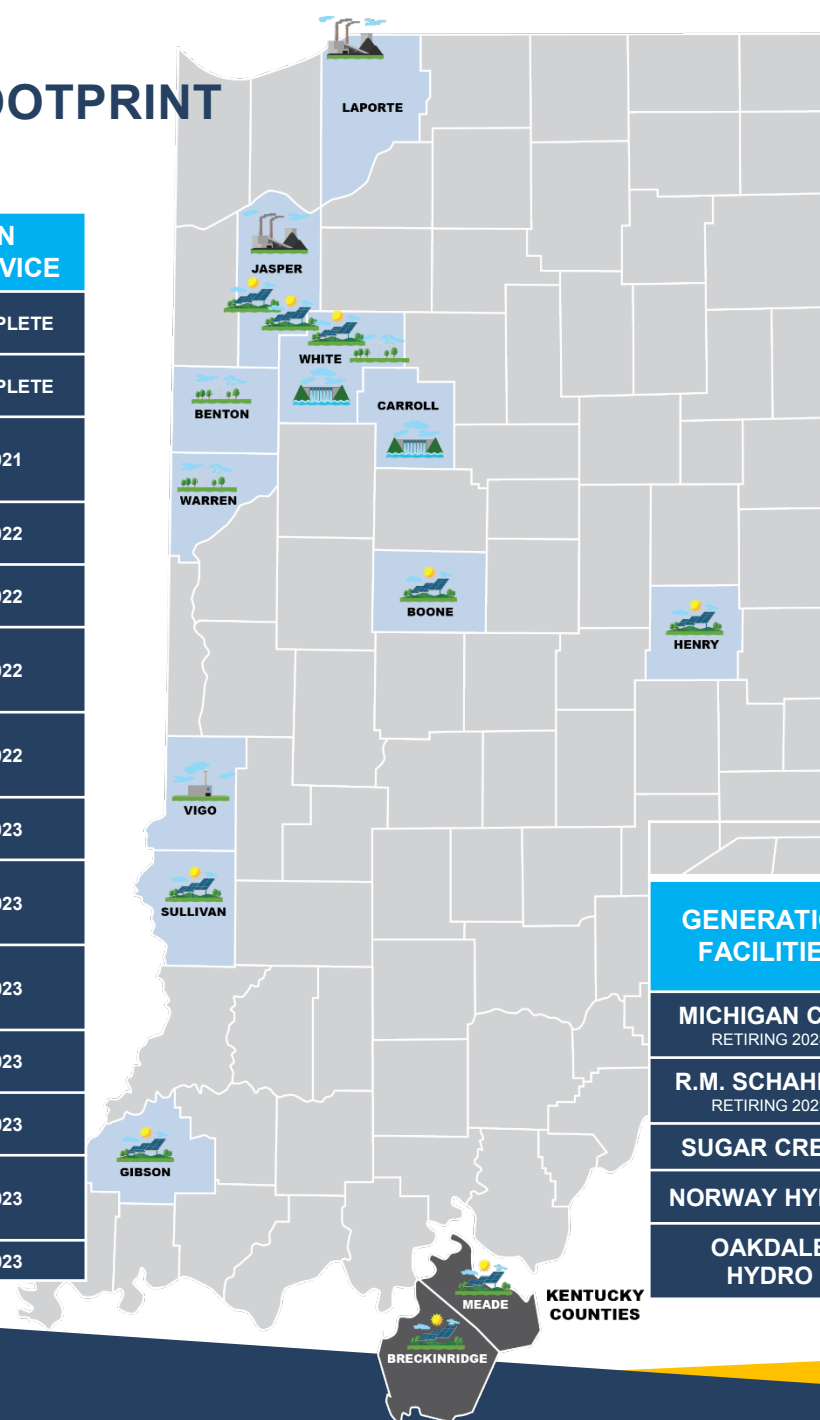 OOTPRINT
N
VICE
PLETE
PLETE
021
022
022
022
022
023
023
023
023
023
023
023
LAPORTE
JASPER
WHITE
BENTON
CARROLL
WARREN
BOONE
HENRY
VIGO
SULLIVAN
GIBSON
MEADE
BRECKINRIDGE
KENTUCKY
COUNTIES
GENERATI
FACILITIE
MICHIGAN C
RETIRING 202
R.M. SCHAH
RETIRING 202
SUGAR CRE
NORWAY HY
OAKDALE
HYDRO